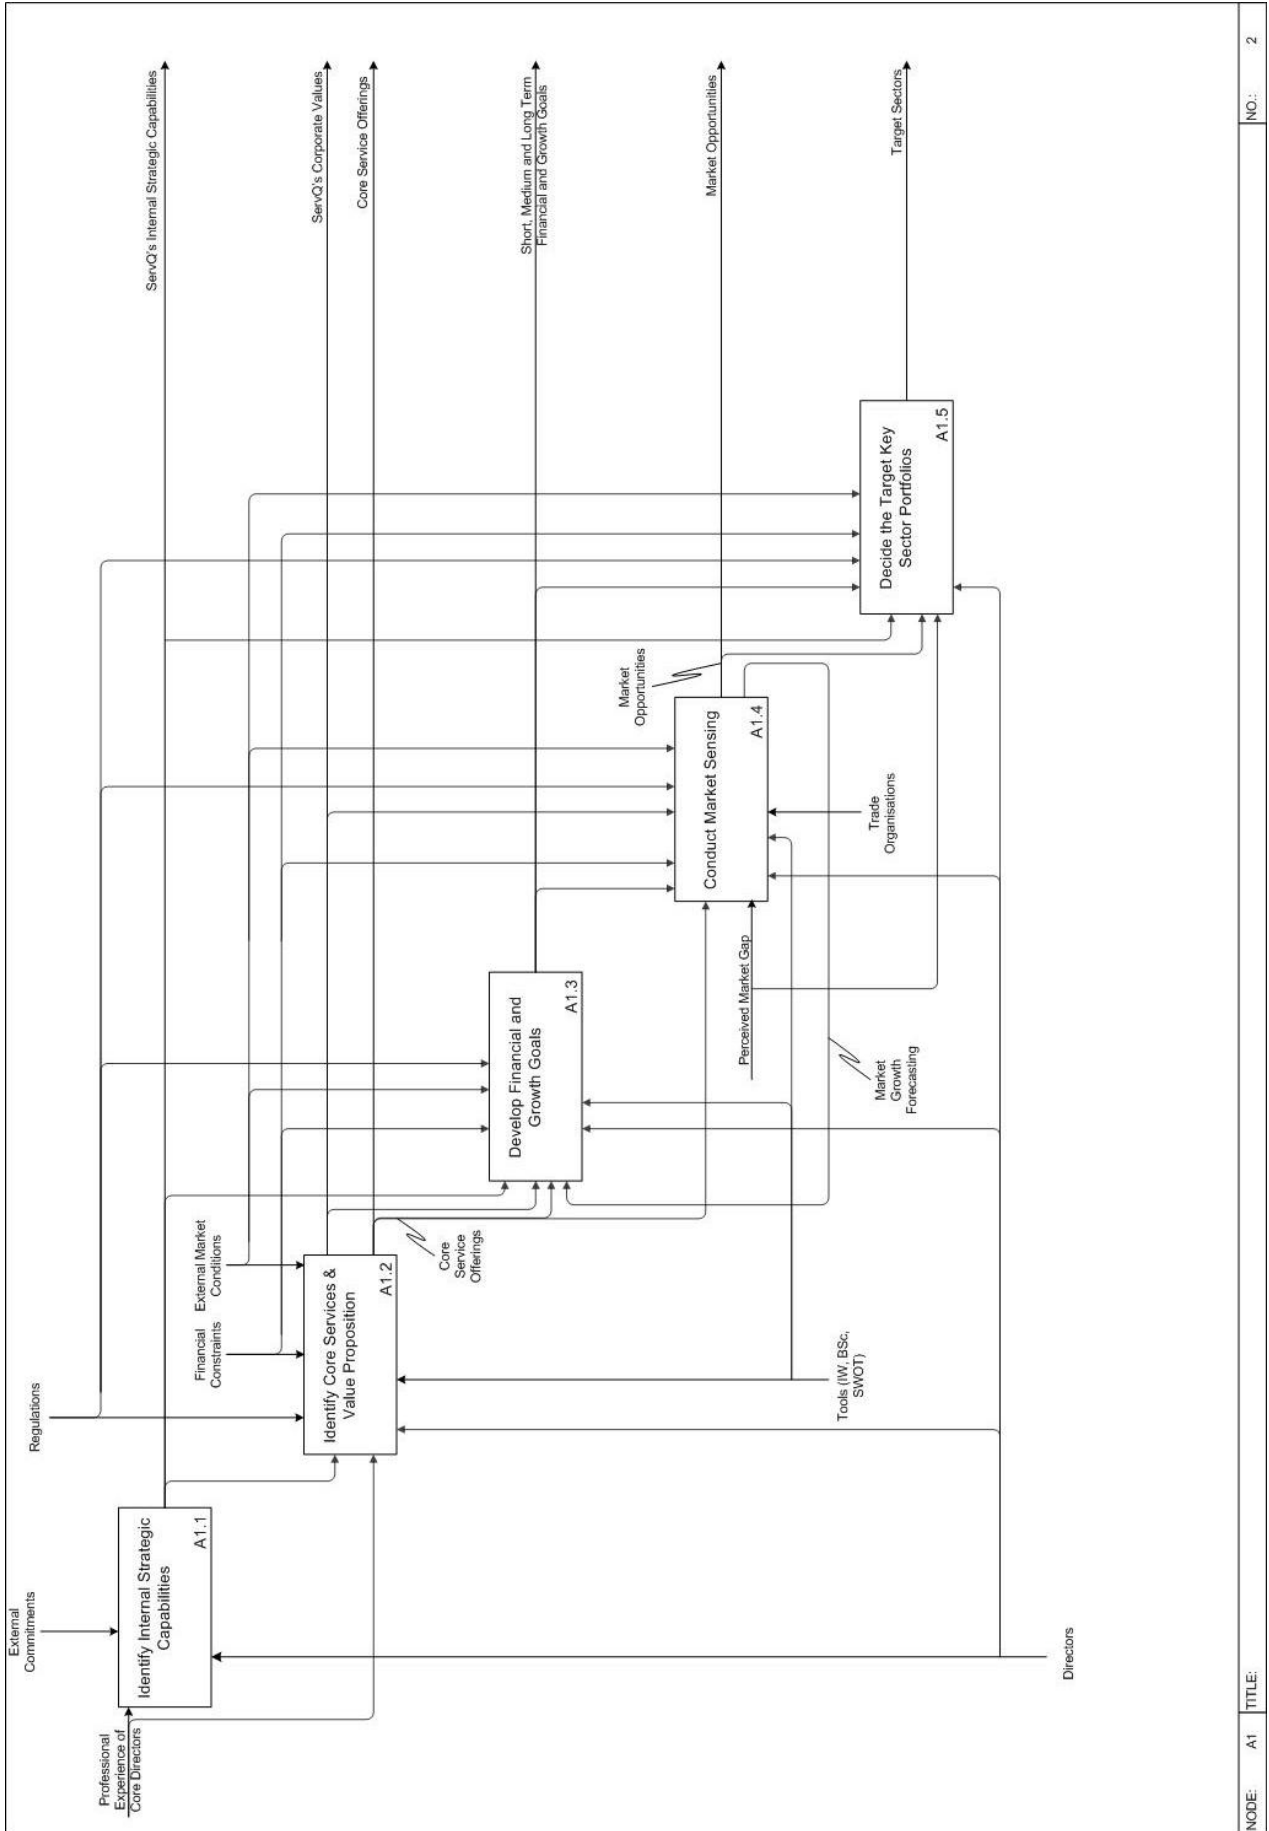 External
Commitments
Regulations
Professional
Experience of
Core Directors
Identify Internal Strategic
Capabilities
A1.1
ServQ's Internal Strategic Capabilities
Financial
Constraints
External Market
Conditions
Identify Core Services &
Value Proposition
A1.2
ServQ's Corporate Values
Core Service Offerings
Core
Service
Offerings
Develop Financial and
Growth Goals
A1.3
Short, Medium and Long Term
Financial and Growth Goals
Market
Opportunities
Conduct Market Sensing
A1.4
Market Opportunities
Perceived Market Gap
Trade
Organisations
Market
Growth
Forecasting
Tools (IW, BSc,
SWOT)
Decide the Target Key
Sector Portfolios
A1.5
Target Sectors
Directors
NODE: A1 TITLE: NO.: 2